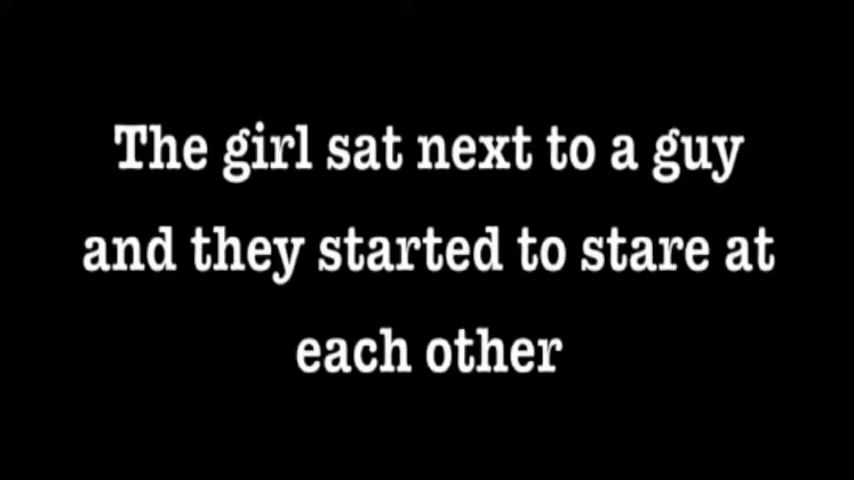 The girl sat next to a guy
and they started to stare at
each other